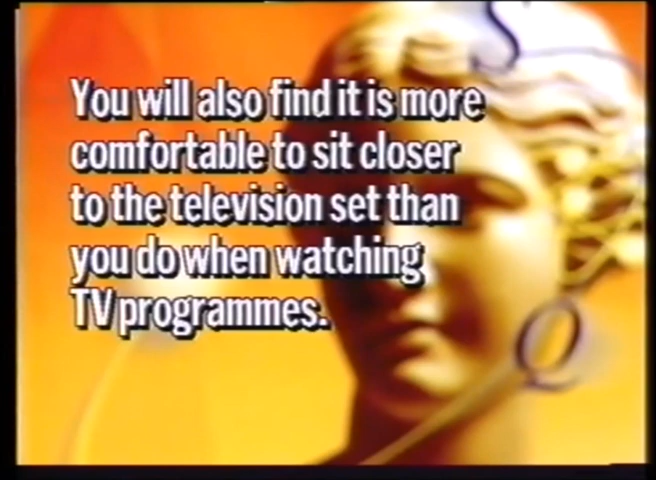 S
You will also find it is more
comfortable to sit closer
to the television set than
you do when watching
TV programmes.
Q